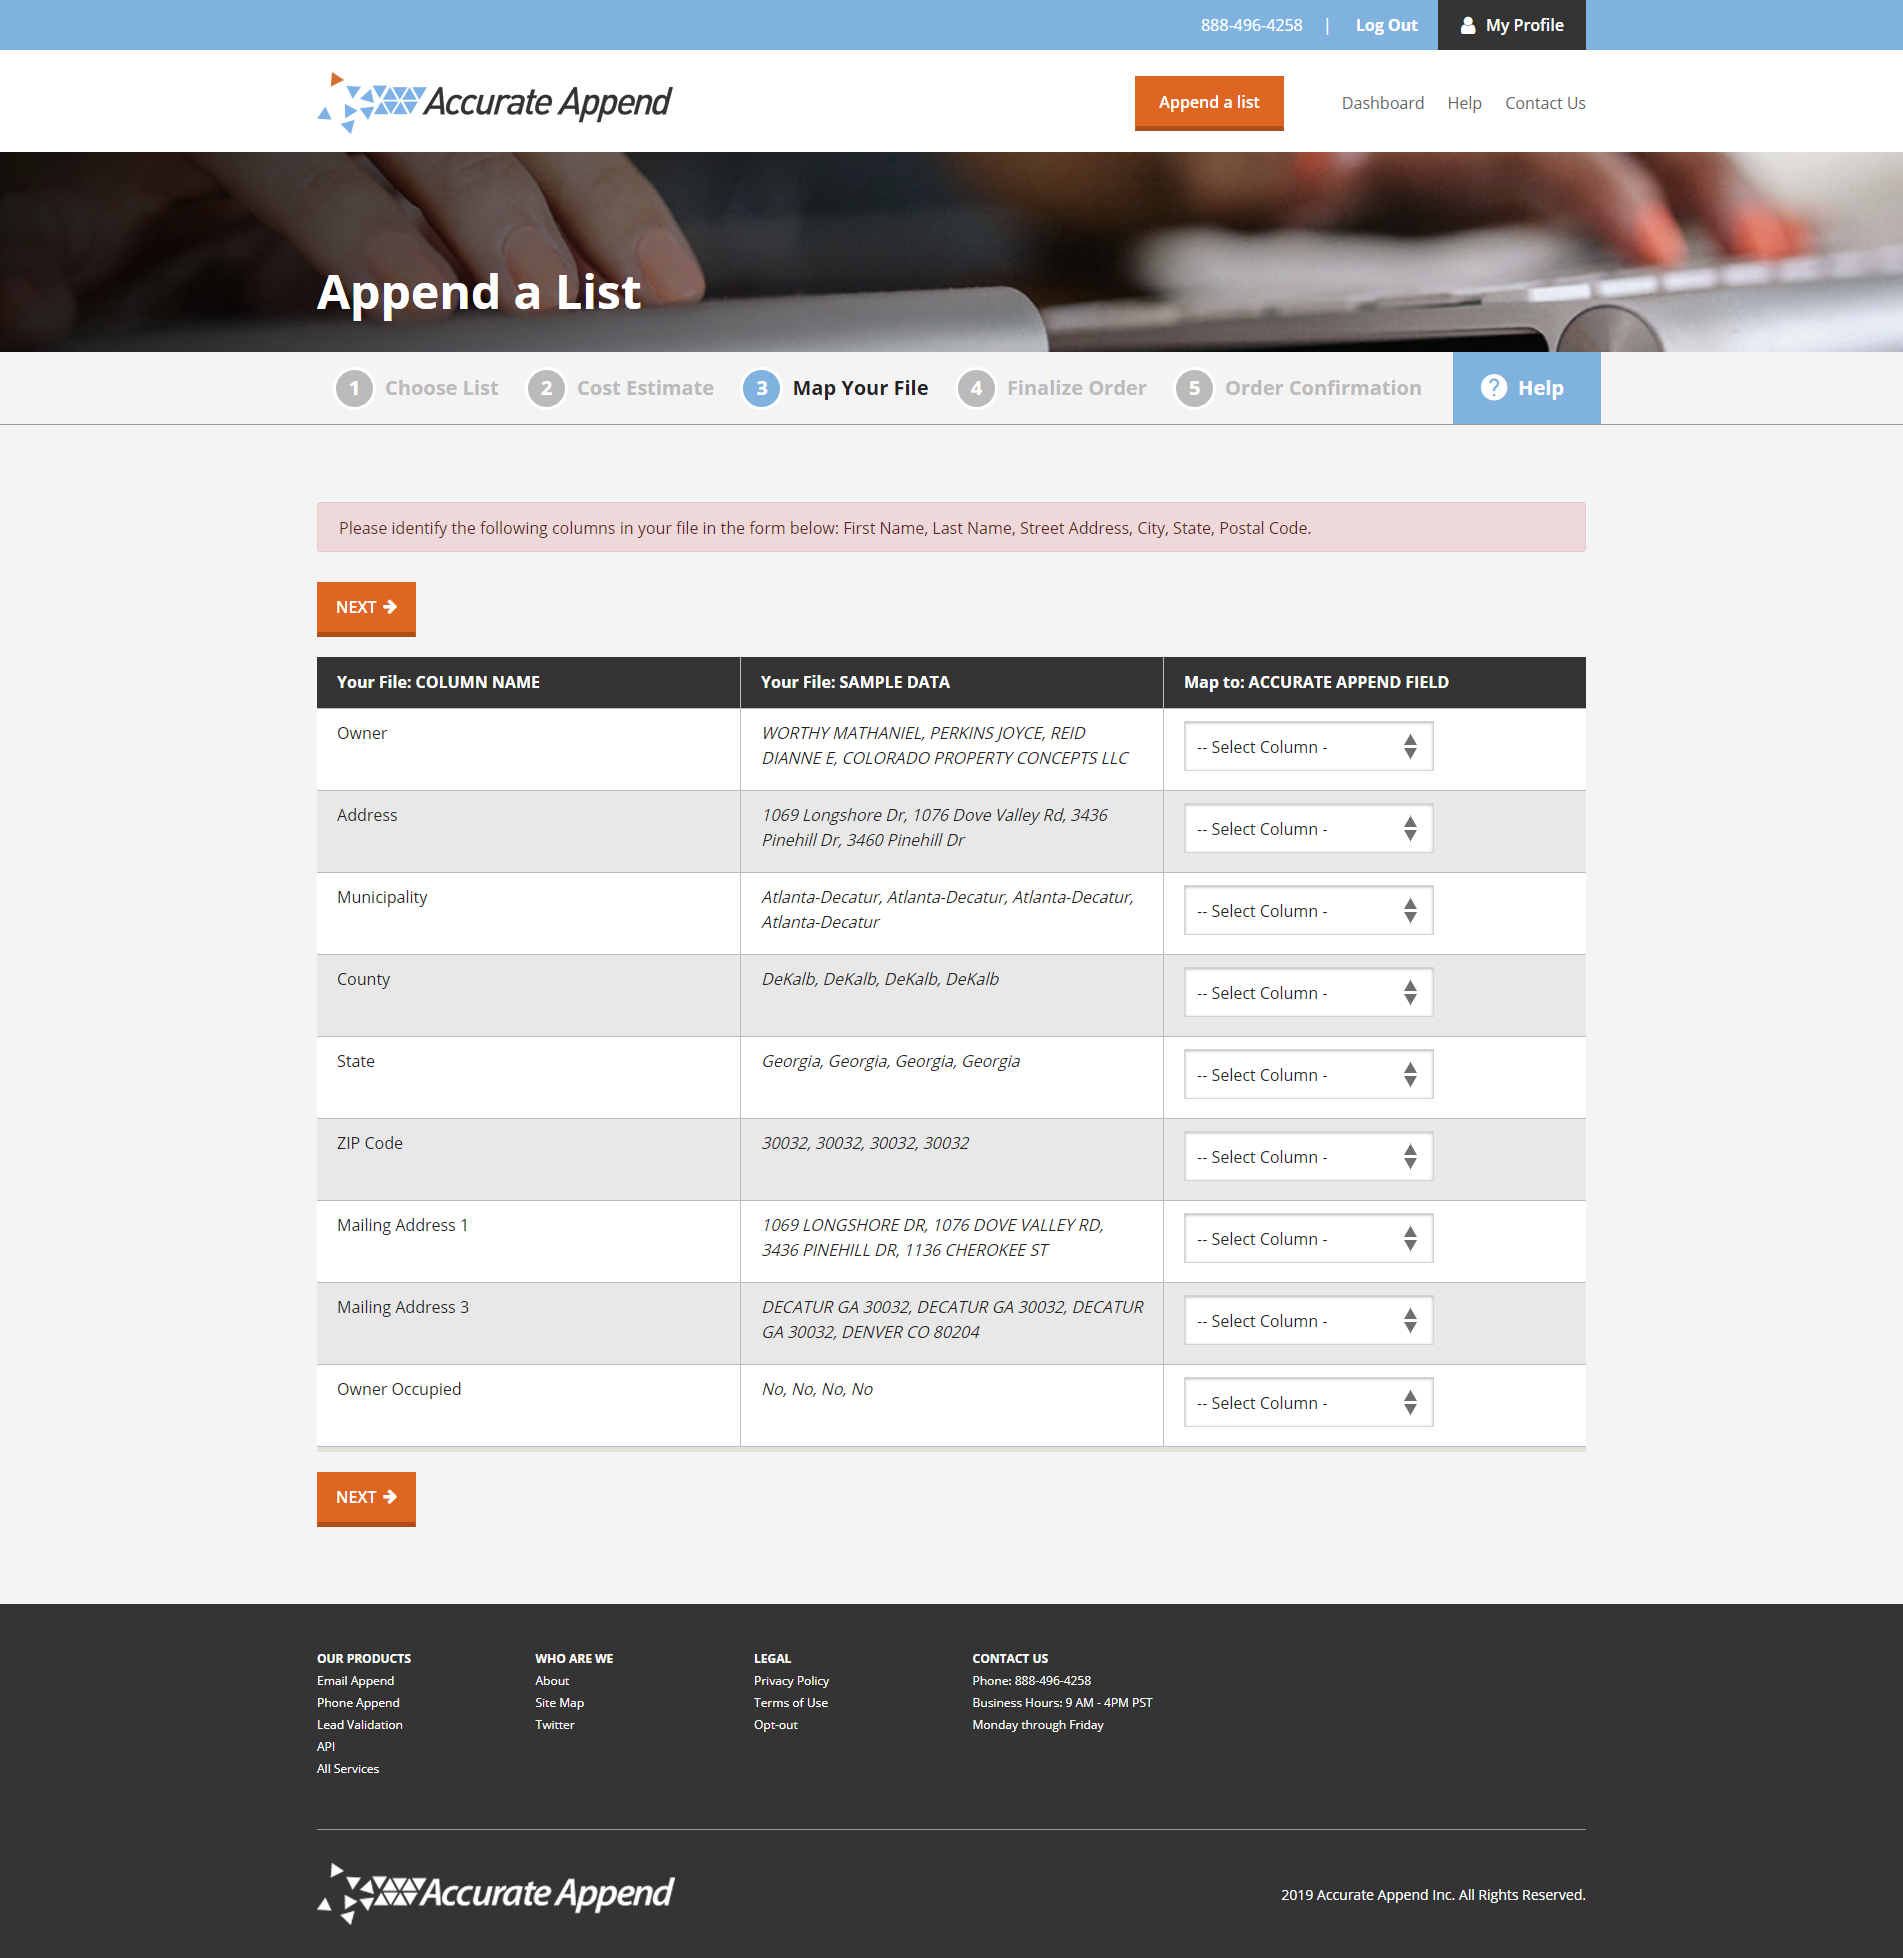 888-496-4258 | Log Out My Profile
Accurate Append
Append a list Dashboard Help Contact Us
Append a List
1 Choose List 2 Cost Estimate 3 Map Your File 4 Finalize Order 5 Order Confirmation ? Help
Please identify the following columns in your file in the form below: First Name, Last Name, Street Address, City, State, Postal Code.
NEXT
Your File: COLUMN NAME Your File: SAMPLE DATA Map to: ACCURATE APPEND FIELD
Owner WORTHY MATHANIEL, PERKINS JOYCE, REID
DIANNE E, COLORADO PROPERTY CONCEPTS LLC
-- Select Column -
Address 1069 Longshore Dr, 1076 Dove Valley Rd, 3436
Pinehill Dr, 3460 Pinehill Dr
-- Select Column -
Municipality Atlanta-Decatur, Atlanta-Decatur, Atlanta-Decatur,
Atlanta-Decatur
-- Select Column -
County DeKalb, DeKalb, DeKalb, DeKalb
-- Select Column -
State Georgia, Georgia, Georgia, Georgia
-- Select Column -
ZIP Code 30032, 30032, 30032, 30032
-- Select Column -
Mailing Address 1 1069 LONGSHORE DR, 1076 DOVE VALLEY RD,
3436 PINEHILL DR, 1136 CHEROKEE ST
-- Select Column -
Mailing Address 3 DECATUR GA 30032, DECATUR GA 30032, DECATUR
GA 30032, DENVER CO 80204
-- Select Column -
Owner Occupied No, No, No, No
-- Select Column -
NEXT
OUR PRODUCTS
Email Append
Phone Append
Lead Validation
API
All Services
WHO ARE WE
About
Site Map
Twitter
LEGAL
Privacy Policy
Terms of Use
Opt-out
CONTACT US
Phone: 888-496-4258
Business Hours: 9 AM - 4PM PST
Monday through Friday
Accurate Append
2019 Accurate Append Inc. All Rights Reserved.